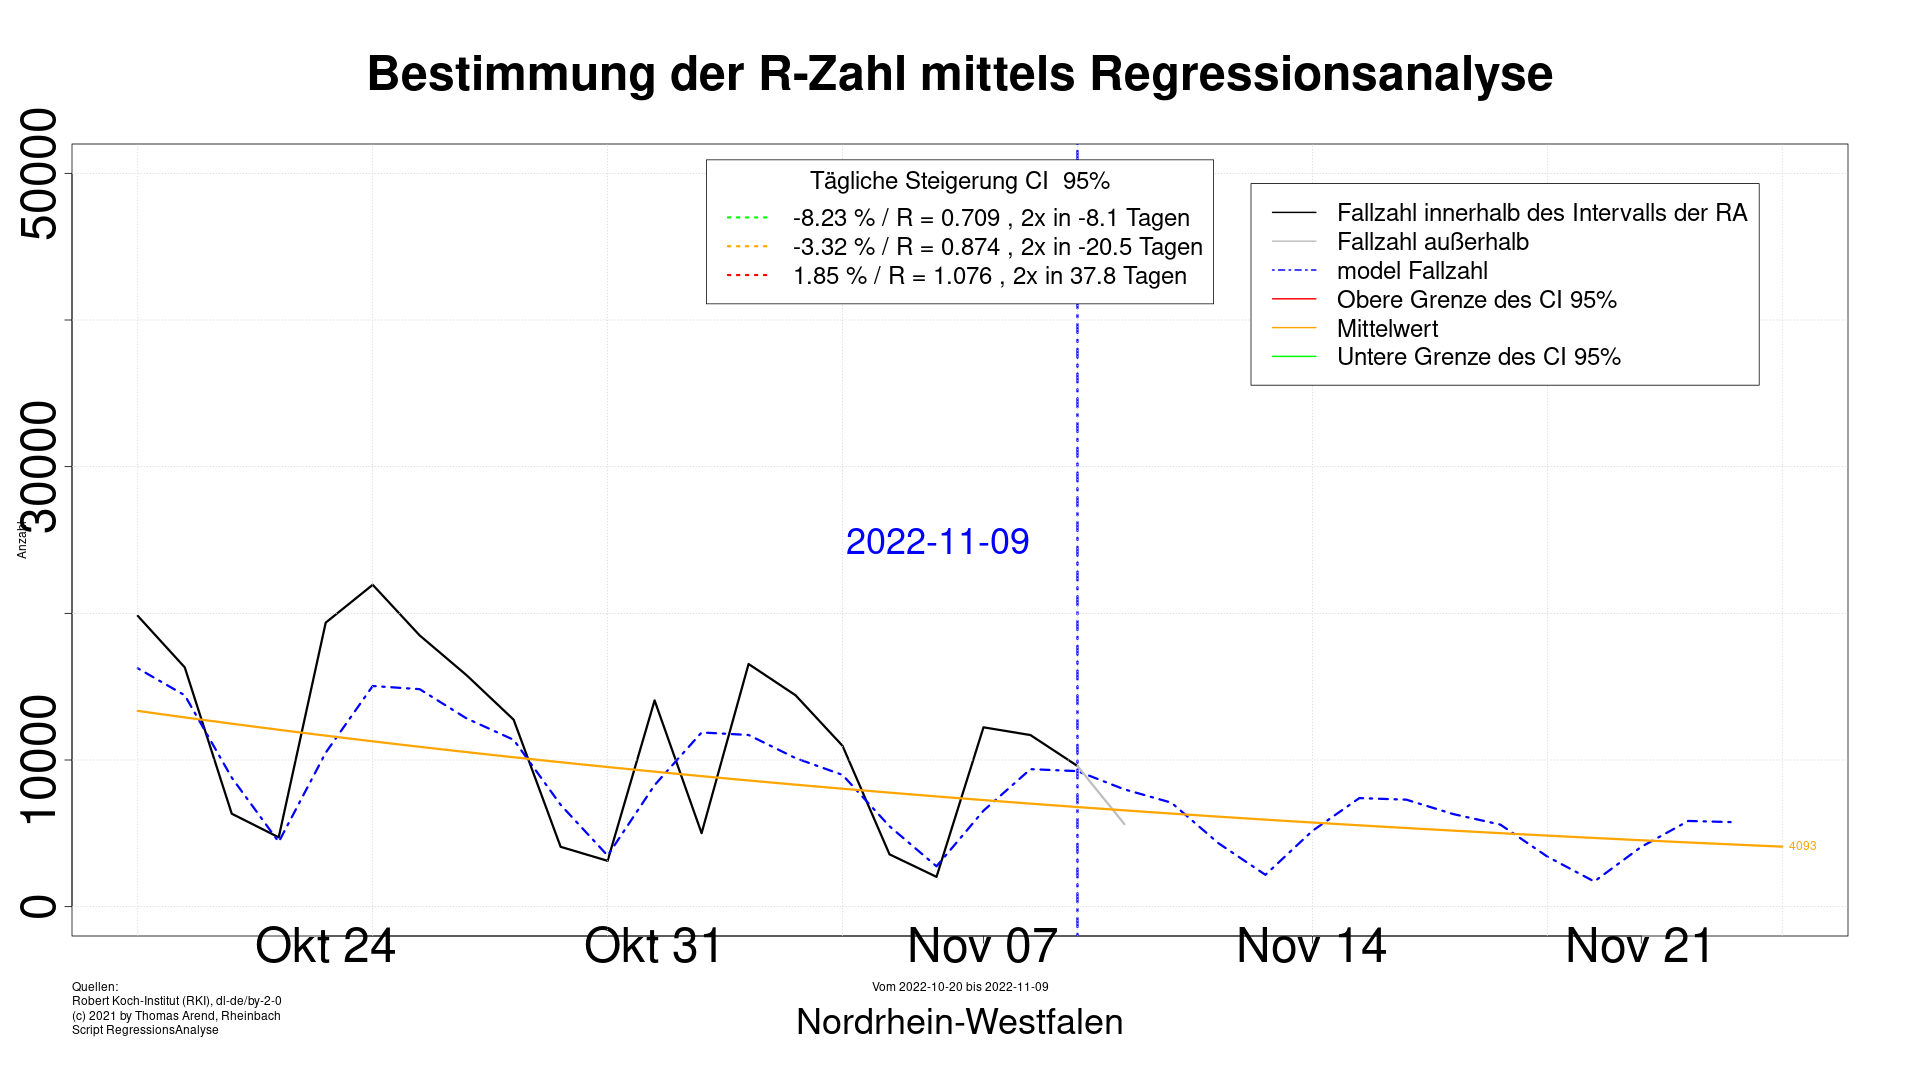 Bestimmung der R-Zahl mittels Regressionsanalyse
50000
30000
10000
0
Anzahl
Tägliche Steigerung CI  95%
-8.23 % / R = 0.709 , 2x in -8.1 Tagen
-3.32 % / R = 0.874 , 2x in -20.5 Tagen
1.85 % / R = 1.076 , 2x in 37.8 Tagen
Fallzahl innerhalb des Intervalls der RA
Fallzahl außerhalb
model Fallzahl
Obere Grenze des CI 95%
Mittelwert
Untere Grenze des CI 95%
2022-11-09
4093
Okt 24
Okt 31
Nov 07
Nov 14
Nov 21
Quellen:
Robert Koch-Institut (RKI), dl-de/by-2-0
(c) 2021 by Thomas Arend, Rheinbach
Script RegressionsAnalyse
Vom 2022-10-20 bis 2022-11-09
Nordrhein-Westfalen